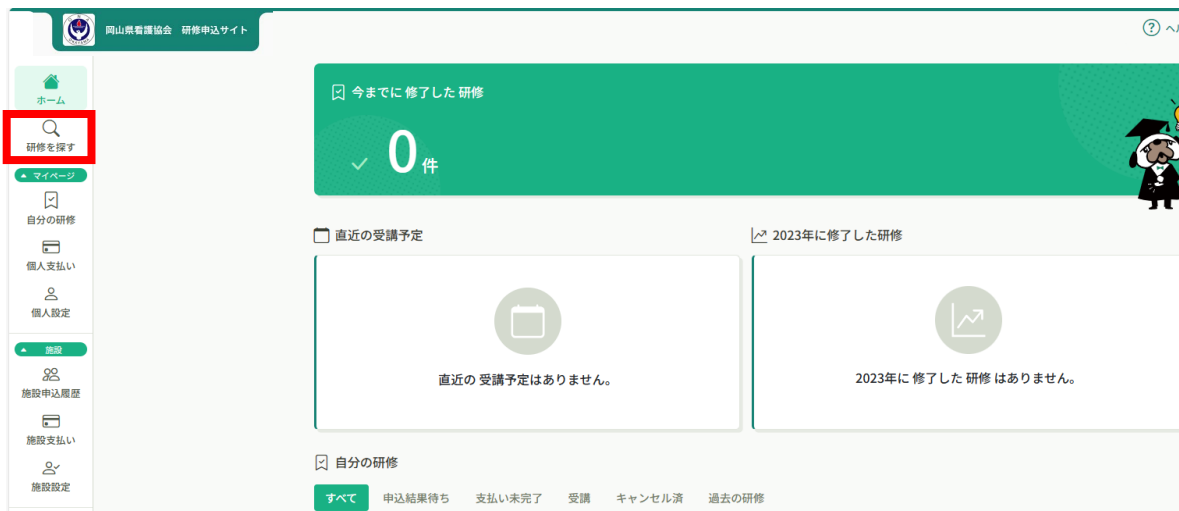 岡山県看護協会 研修申込サイト
ホーム
研修を探す
マイページ
自分の研修
個人支払い
個人設定
施設
施設申込履歴
施設支払い
施設設定
今までに 修了した 研修
0件
直近の受講予定
直近の 受講予定はありません。
2023年に修了した研修
2023年に 修了した 研修 はありません。
自分の研修
すべて 申込結果待ち 支払い未完了 受講 キャンセル済 過去の研修